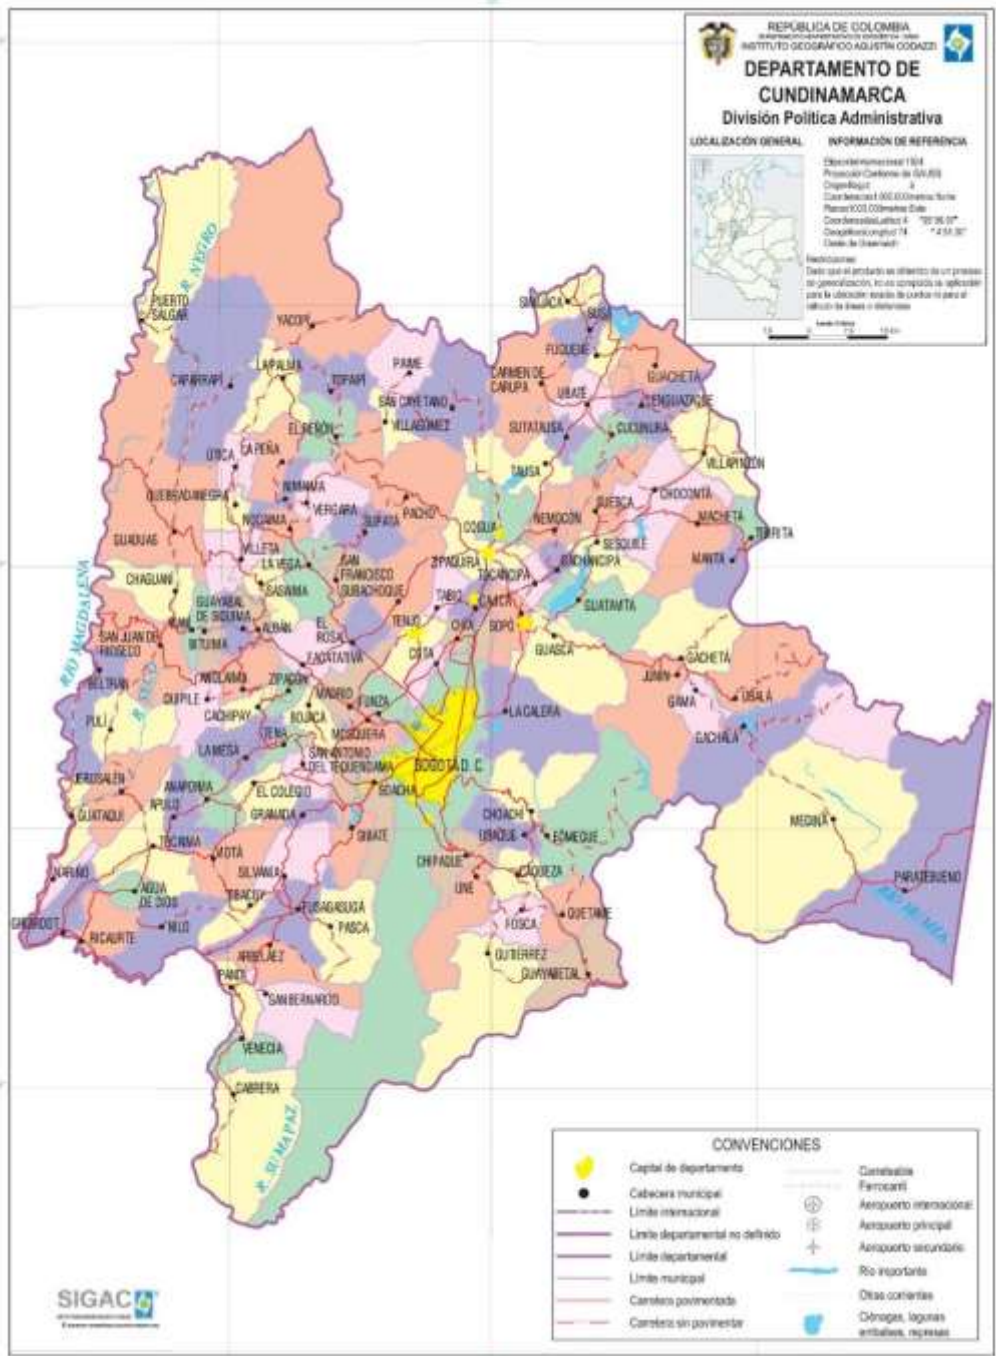 REPÚBLICA DE COLOMBIA
INSTITUTO GEOGRÁFICO AGUSTÍN CODAZZI
DEPARTAMENTO DE
CUNDINAMARCA
División Política Administrativa
LOCALIZACIÓN GENERAL
INFORMACIÓN DE REFERENCIA
R. NEGRO
PUERTO
SALGAR
YACOPÍ
SIMIJACA
SUSA
FUQUENE
GUACHETÁ
CARMEN DE
CARUPA
UBATÉ
LENGUAZAQUE
PAIME
CAPARRAPÍ
LA PALMA
TOPAIPÍ
SAN CAYETANO
VILLAGÓMEZ
SUTATAUSA
CUCUNUBÁ
EL PEÑÓN
ÚTICA
LA PEÑA
TAUSA
VILLAPINZÓN
QUEBRADANEGRA
NIMAIMA
VERGARA
PACHO
SUESCA
CHOCONTÁ
MACHETÁ
NOCAIMA
SUPATÁ
COGUA
NEMOCÓN
TIBIRITA
GUADUAS
VILLETA
LA VEGA
SAN
FRANCISCO
ZIPAQUIRÁ
SESQUILÉ
MANTA
TOCANCIPÁ
GACHANCIPÁ
CHAGUANÍ
SASAIMA
SUBACHOQUE
TABIO
CAJICÁ
GUATAVITA
GUAYABAL
DE SIQUIMA
BITUIMA
ALBÁN
EL
ROSAL
TENJO
CHÍA
SOPÓ
SAN JUAN DE
RIOSECO
FACATATIVÁ
COTA
GUASCA
RÍO MAGDALENA
R. SECO
BELTRÁN
QUIPILE
ANOLAIMA
ZIPACÓN
MADRID
FUNZA
GACHETÁ
JUNÍN
GAMA
UBALÁ
PULÍ
CACHIPAY
BOJACÁ
MOSQUERA
LA CALERA
GACHALÁ
LA MESA
TENA
SAN ANTONIO
DEL TEQUENDAMA
BOGOTÁ D. C.
JERUSALÉN
ANAPOIMA
EL COLEGIO
SOACHA
GUATAQUÍ
APULO
GRANADA
CHOACHÍ
MEDINA
TOCAIMA
SIBATÉ
UBAQUE
FÓMEQUE
VIOTÁ
CHIPAQUE
NARIÑO
SILVANIA
UNE
CÁQUEZA
PARATEBUENO
AGUA
DE DIOS
TIBACUY
FUSAGASUGÁ
FOSCA
QUETAME
RÍO HUMEA
GIRARDOT
RICAURTE
NILO
PASCA
ARBELÁEZ
GUTIÉRREZ
GUAYABETAL
PANDI
SAN BERNARDO
VENECIA
CABRERA
R. SUMAPAZ
CONVENCIONES
Capital de departamento
Cabecera municipal
Límite internacional
Límite departamental no definido
Límite departamental
Límite municipal
Carretera pavimentada
Carretera sin pavimentar
Carreteable
Ferrocarril
Aeropuerto internacional
Aeropuerto principal
Aeropuerto secundario
Río importante
Otras corrientes
Ciénagas, lagunas
embalses, represas
SIGAC